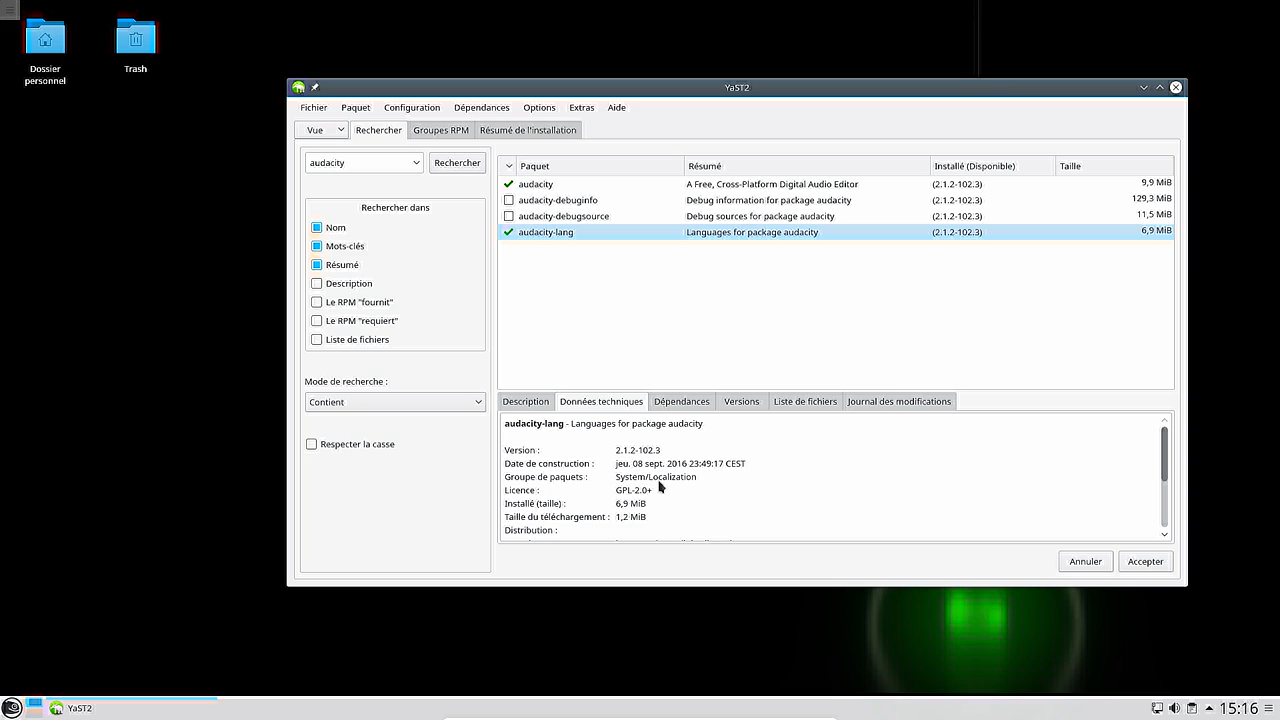 Dossier
personnel
Trash
YaST2
Fichier Paquet Configuration Dépendances Options Extras Aide
Vue Rechercher Groupes RPM Résumé de l'installation
audacity Rechercher
Rechercher dans
Nom
Mots-clés
Résumé
Description
Le RPM "fournit"
Le RPM "requiert"
Liste de fichiers
Mode de recherche :
Contient
Respecter la casse
Paquet Résumé Installé (Disponible) Taille
audacity A Free, Cross-Platform Digital Audio Editor (2.1.2-102.3) 9,9 MiB
audacity-debuginfo Debug information for package audacity (2.1.2-102.3) 129,3 MiB
audacity-debugsource Debug sources for package audacity (2.1.2-102.3) 11,5 MiB
audacity-lang Languages for package audacity (2.1.2-102.3) 6,9 MiB
Description Données techniques Dépendances Versions Liste de fichiers Journal des modifications
audacity-lang - Languages for package audacity
Version : 2.1.2-102.3
Date de construction : jeu. 08 sept. 2016 23:49:17 CEST
Groupe de paquets : System/Localization
Licence : GPL-2.0+
Installé (taille) : 6,9 MiB
Taille du téléchargement : 1,2 MiB
Distribution :
Annuler Accepter
YaST2
15:16